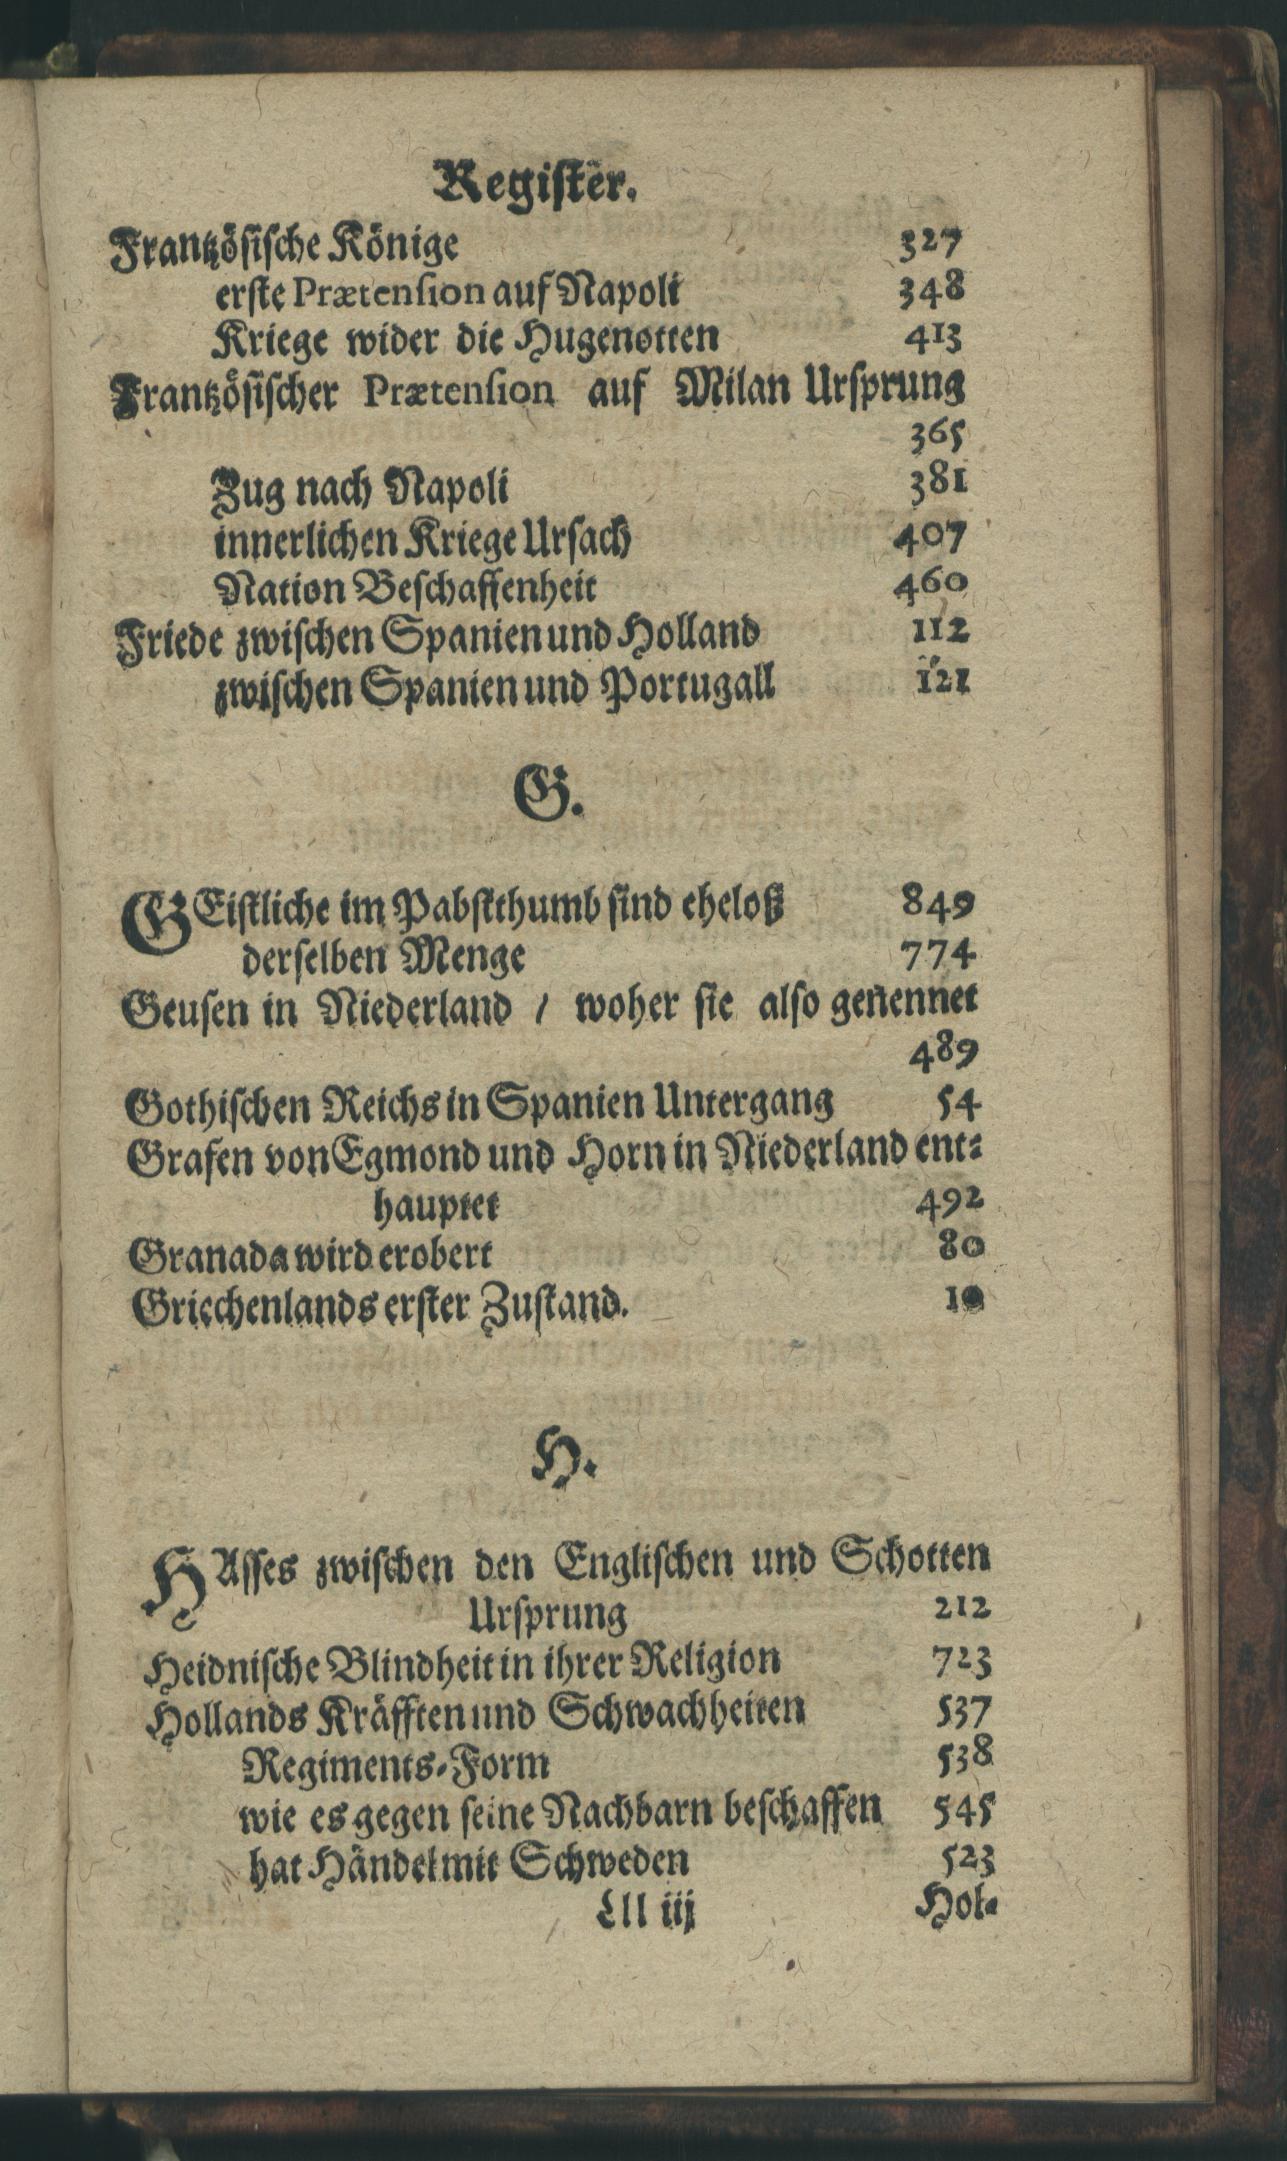 Register.
Frantzösische Könige 327
erste Prætension auf Napoli 348
Kriege wider die Hugenotten 413
Frantzösischer Prætension auf Milan Ursprung
365
Zug nach Napoli 381
innerlichen Kriege Ursach 407
Nation Beschaffenheit 460
Friede zwischen Spanien und Holland 112
zwischen Spanien und Portugall 121
G.
GEistliche im Pabstthumb sind eheloß 849
derselben Menge 774
Geusen in Niederland / woher sie also genennet
489
Gothischen Reichs in Spanien Untergang 54
Grafen von Egmond und Horn in Niederland ent-
hauptet 492
Granada wird erobert 80
Griechenlands erster Zustand. 10
H.
HAsses zwischen den Englischen und Schotten
Ursprung 212
Heidnische Blindheit in ihrer Religion 723
Hollands Kräfften und Schwachheiten 537
Regiments-Form 538
wie es gegen seine Nachbarn beschaffen 545
hat Händel mit Schweden 523
Lll iij Hol-